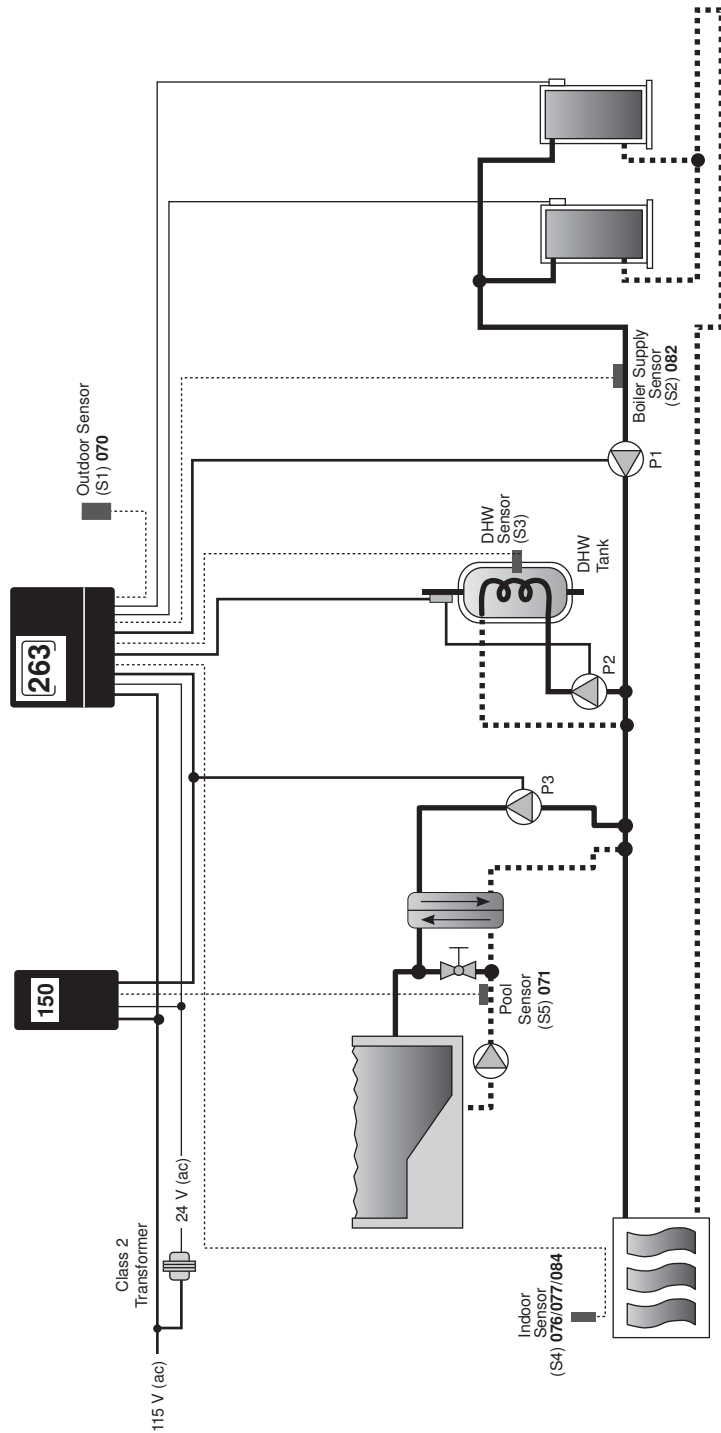 115 V (ac)
Class 2
Transformer
24 V (ac)
150
263
Outdoor Sensor
(S1) 070
Indoor
Sensor
(S4) 076/077/084
Pool
Sensor
(S5) 071
P3
P2
DHW
Sensor
(S3)
DHW
Tank
P1
Boiler Supply
Sensor
(S2) 082